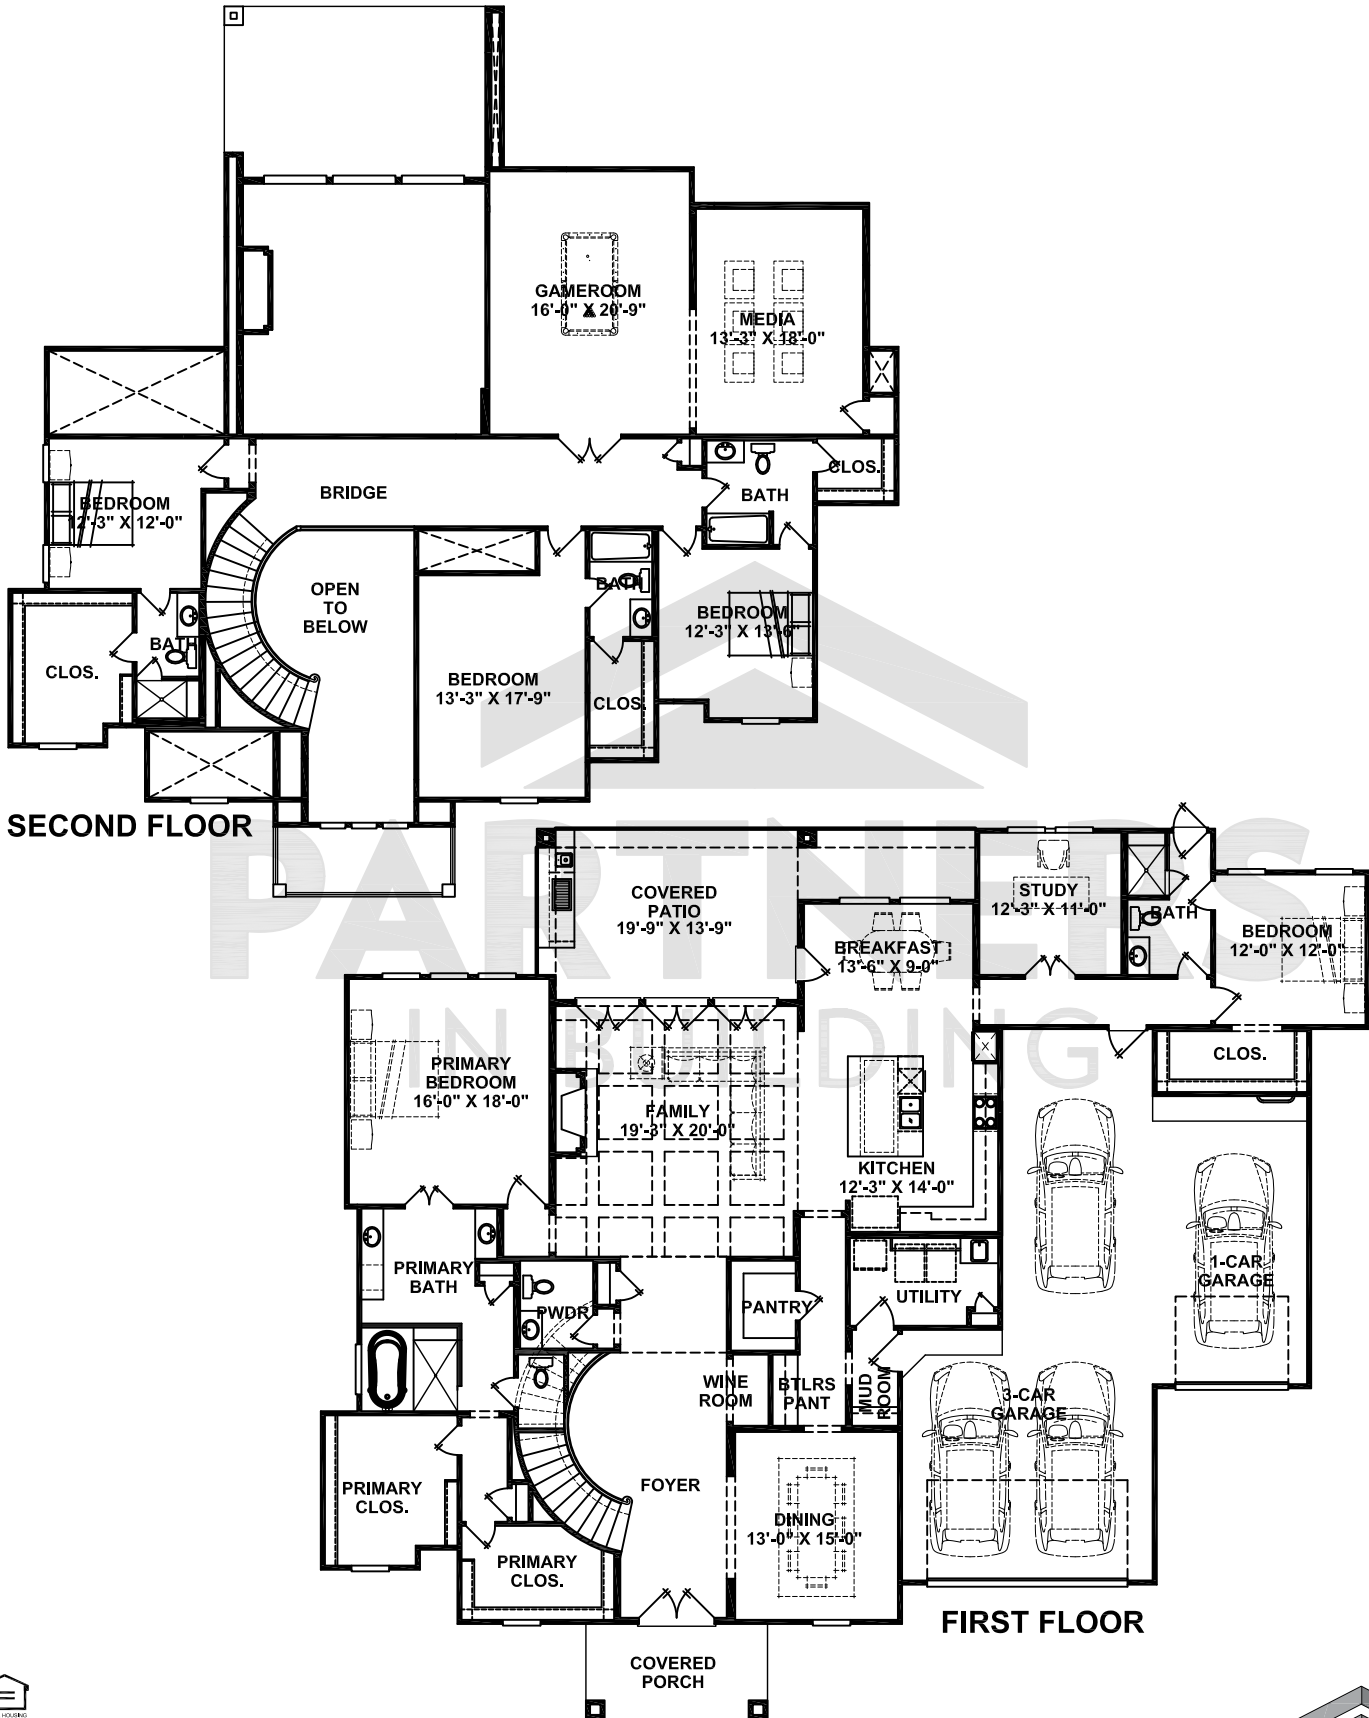 GAMEROOM
16'-0" X 20'-9"
MEDIA
13'-3" X 18'-0"
BRIDGE
BEDROOM
12'-3" X 12'-0"
CLOS.
BATH
OPEN
TO
BELOW
BATH
BEDROOM
12'-3" X 13'-6"
CLOS.
BATH
BEDROOM
13'-3" X 17'-9"
CLOS.
SECOND FLOOR
PARTNERS
IN BUILDING
COVERED
PATIO
19'-9" X 13'-9"
STUDY
12'-3" X 11'-0"
BATH
BEDROOM
12'-0" X 12'-0"
BREAKFAST
13'-6" X 9-0"
CLOS.
PRIMARY
BEDROOM
16'-0" X 18'-0"
FAMILY
19'-3" X 20'-0"
KITCHEN
12'-3" X 14'-0"
PRIMARY
BATH
PWDR
PANTRY
UTILITY
1-CAR
GARAGE
WINE
ROOM
BTLRS
PANT
MUD
ROOM
3-CAR
GARAGE
PRIMARY
CLOS.
FOYER
DINING
13'-0" X 15'-0"
PRIMARY
CLOS.
FIRST FLOOR
COVERED
PORCH
HOUSING